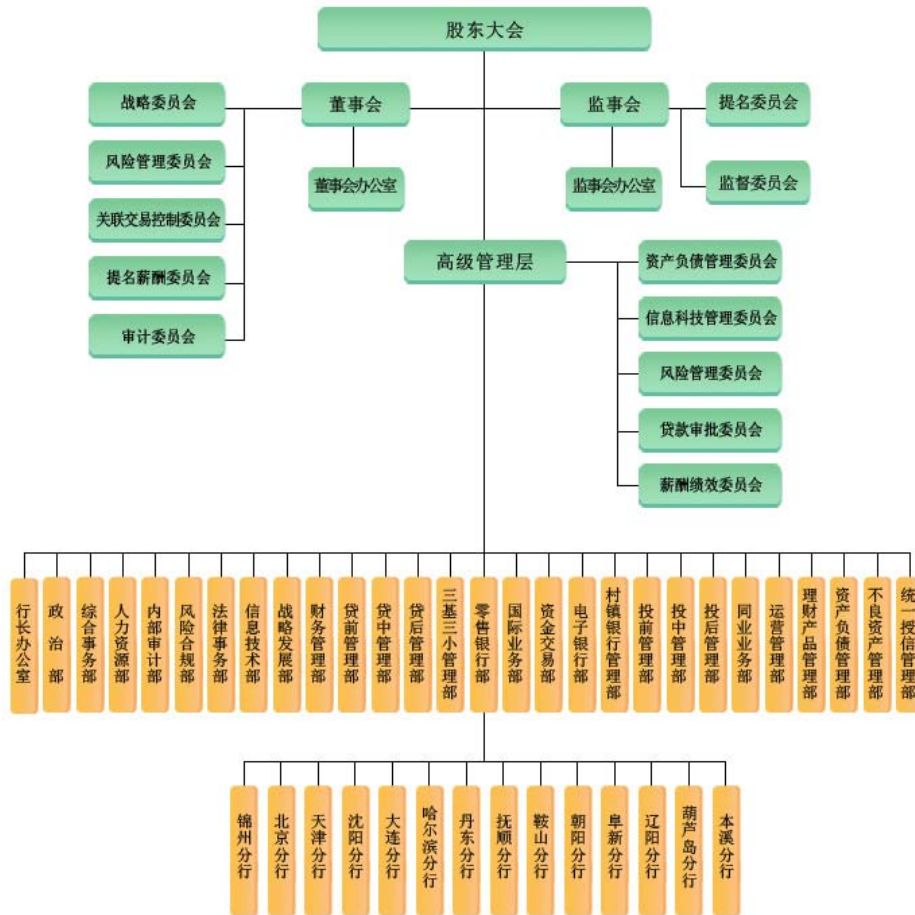 股东大会
战略委员会
董事会
监事会
提名委员会
风险管理委员会
董事会办公室
监事会办公室
监督委员会
关联交易控制委员会
高级管理层
资产负债管理委员会
提名薪酬委员会
信息科技管理委员会
审计委员会
风险管理委员会
贷款审批委员会
薪酬绩效委员会
行长办公室
政治部
综合事务部
人力资源部
内部审计部
风险合规部
法律事务部
信息技术部
战略发展部
财务管理部
贷前管理部
贷中管理部
贷后管理部
三基三小管理部
零售银行部
国际业务部
资金交易部
电子银行部
村镇银行管理部
投前管理部
投中管理部
投后管理部
同业业务部
运营管理部
理财产品管理部
资产负债管理部
不良资产管理部
统一授信管理部
锦州分行
北京分行
天津分行
沈阳分行
大连分行
哈尔滨分行
丹东分行
抚顺分行
鞍山分行
朝阳分行
阜新分行
辽阳分行
葫芦岛分行
本溪分行